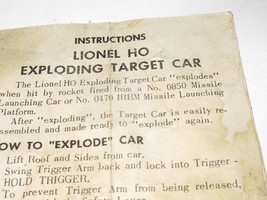 INSTRUCTIONS
LIONEL HO
EXPLODING TARGET CAR
The Lionel HO Exploding Target Car "explodes"
when hit by rocket fired from a No. 0850 Missile
Launching Car or No. 0470 IRBM Missile Launching
Platform.
After "exploding", the Target Car is easily re-
assembled and made ready to "explode" again.
HOW TO "EXPLODE" CAR
Lift Roof and Sides from car.
Swing Trigger Arm back and lock into Trigger -
HOLD TRIGGER.
To prevent Trigger Arm from being released,